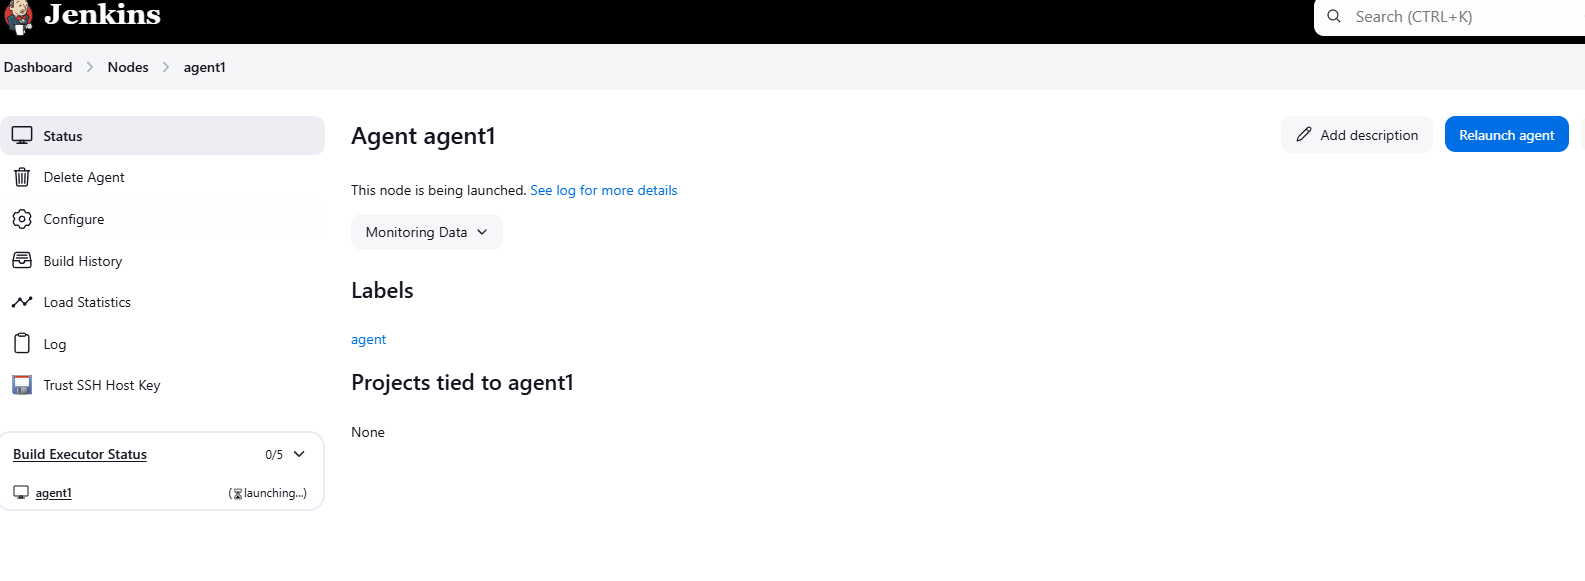 Jenkins
Search (CTRL+K)
Dashboard > Nodes > agent1
Status
Delete Agent
Configure
Build History
Load Statistics
Log
Trust SSH Host Key
Build Executor Status 0/5
agent1 (launching...)
Agent agent1
Add description
Relaunch agent
This node is being launched. See log for more details
Monitoring Data
Labels
agent
Projects tied to agent1
None